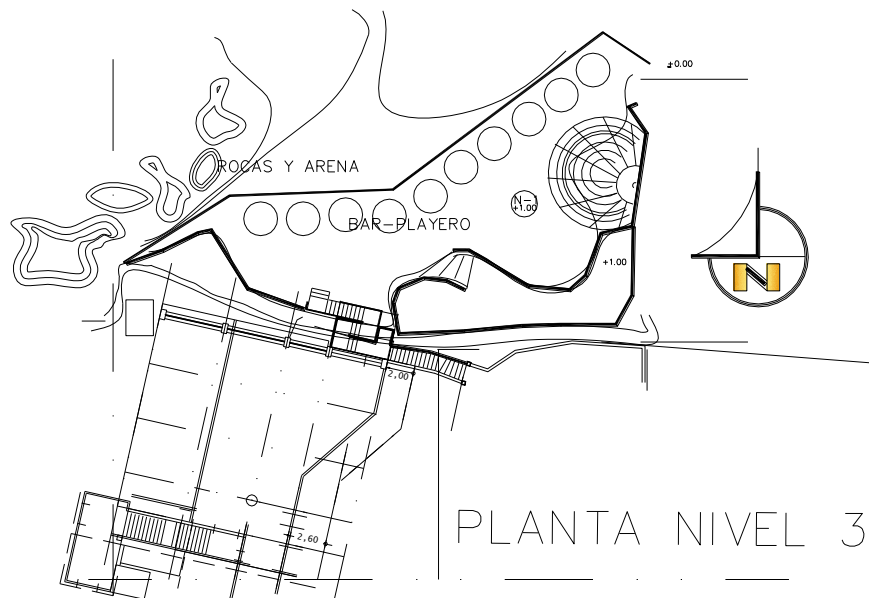 ±0.00
ROCAS Y ARENA
N-1
+1.00
BAR-PLAYERO
+1.00
N
2,00
PLANTA NIVEL 3
2,60